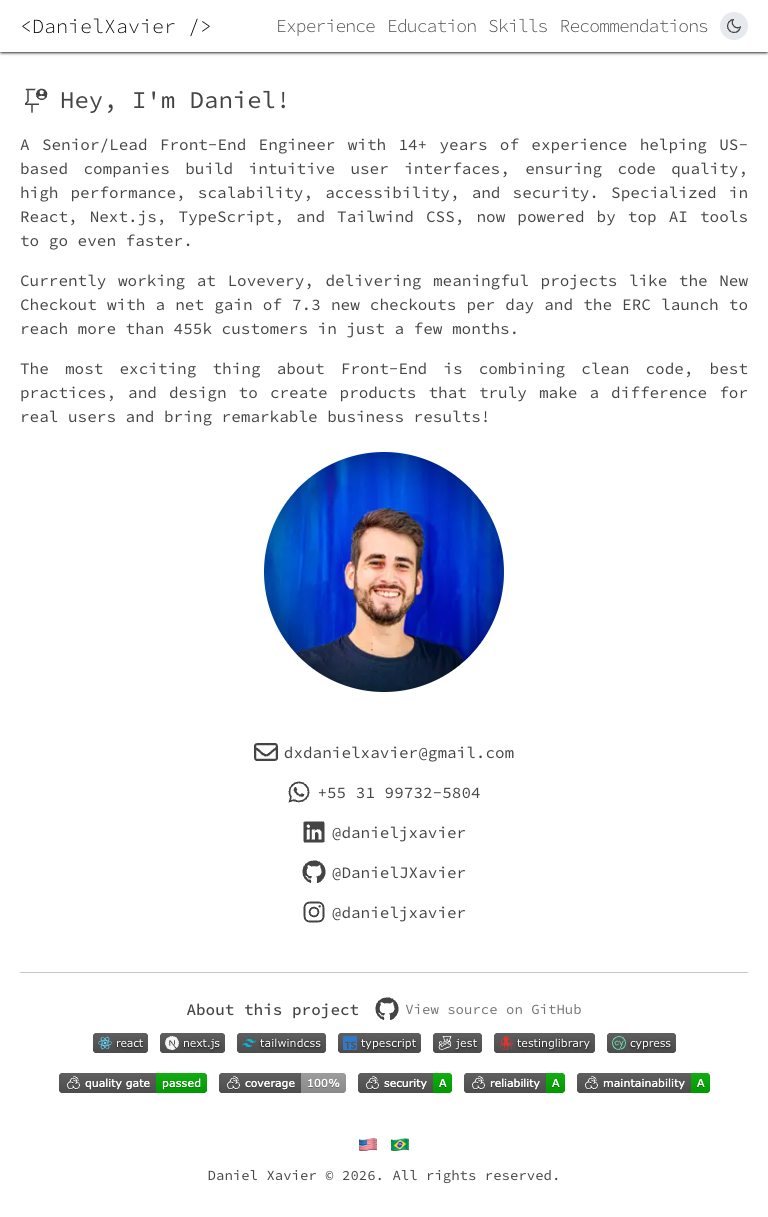 <DanielXavier />
Experience Education Skills Recommendations
Hey, I'm Daniel!
A Senior/Lead Front-End Engineer with 14+ years of experience helping US-
based companies build intuitive user interfaces, ensuring code quality,
high performance, scalability, accessibility, and security. Specialized in
React, Next.js, TypeScript, and Tailwind CSS, now powered by top AI tools
to go even faster.
Currently working at Lovevery, delivering meaningful projects like the New
Checkout with a net gain of 7.3 new checkouts per day and the ERC launch to
reach more than 455k customers in just a few months.
The most exciting thing about Front-End is combining clean code, best
practices, and design to create products that truly make a difference for
real users and bring remarkable business results!
dxdanielxavier@gmail.com
+55 31 99732-5804
@danieljxavier
@DanielJXavier
@danieljxavier
About this project View source on GitHub
react next.js tailwindcss typescript jest testinglibrary cypress
quality gate passed coverage 100% security A reliability A maintainability A
Daniel Xavier © 2026. All rights reserved.